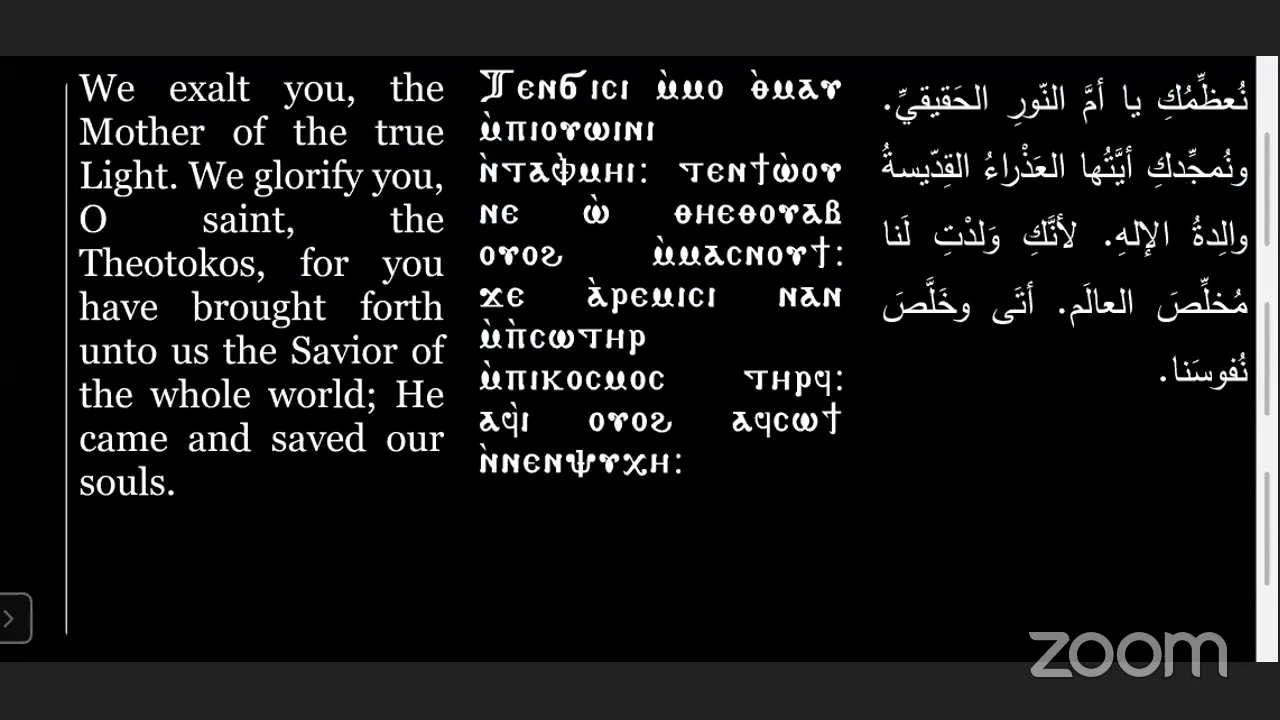 We exalt you, the
Mother of the true
Light. We glorify you,
O saint, the
Theotokos, for you
have brought forth
unto us the Savior of
the whole world; He
came and saved our
souls.
Ⲧⲉⲛϭⲓⲥⲓ ⲙ̀ⲙⲟ ⲑ̀ⲙⲁⲩ
ⲙ̀ⲡⲓⲟⲩⲱⲓⲛⲓ
ⲛ̀ⲧⲁⲫⲙⲏⲓ: ⲧⲉⲛϯⲱ̀ⲟⲩ
ⲛⲉ ⲱ̀ ⲑⲏⲉⲑⲟⲩⲁⲃ
ⲟⲩⲟϩ ⲙ̀ⲙⲁⲥⲛⲟⲩϯ:
ϫⲉ ⲁ̀ⲣⲉⲙⲓⲥⲓ ⲛⲁⲛ
ⲙ̀ⲡ̀ⲥⲱⲧⲏⲣ
ⲙ̀ⲡⲓⲕⲟⲥⲙⲟⲥ ⲧⲏⲣϥ:
ⲁϥⲓ̀ ⲟⲩⲟϩ ⲁϥⲥⲱϯ
ⲛ̀ⲛⲉⲛⲯⲩⲭⲏ:
نُعظِّمُكِ يا أمَّ النّورِ الحَقيقيِّ.
ونُمجِّدكِ أيَّتُها العَذْراءُ القِدّيسةُ
والِدةُ الإلهِ. لأنَّكِ وَلدْتِ لَنا
مُخلِّصَ العالَم. أتَى وخَلَّصَ
نُفوسَنا.
zoom